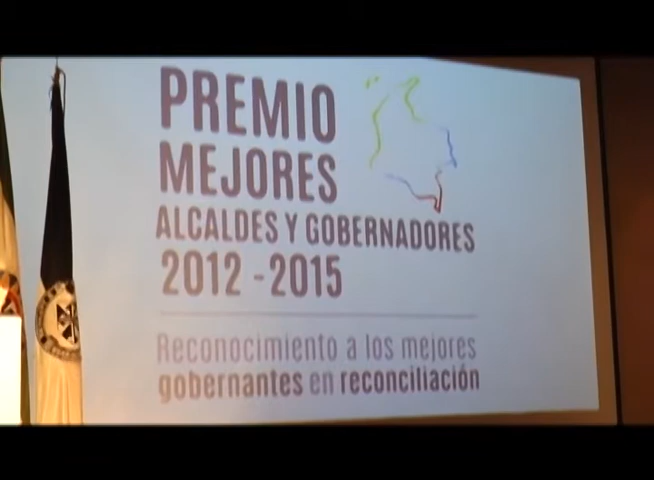 PREMIO
MEJORES
ALCALDES Y GOBERNADORES
2012 - 2015
Reconocimiento a los mejores
gobernantes en reconciliación